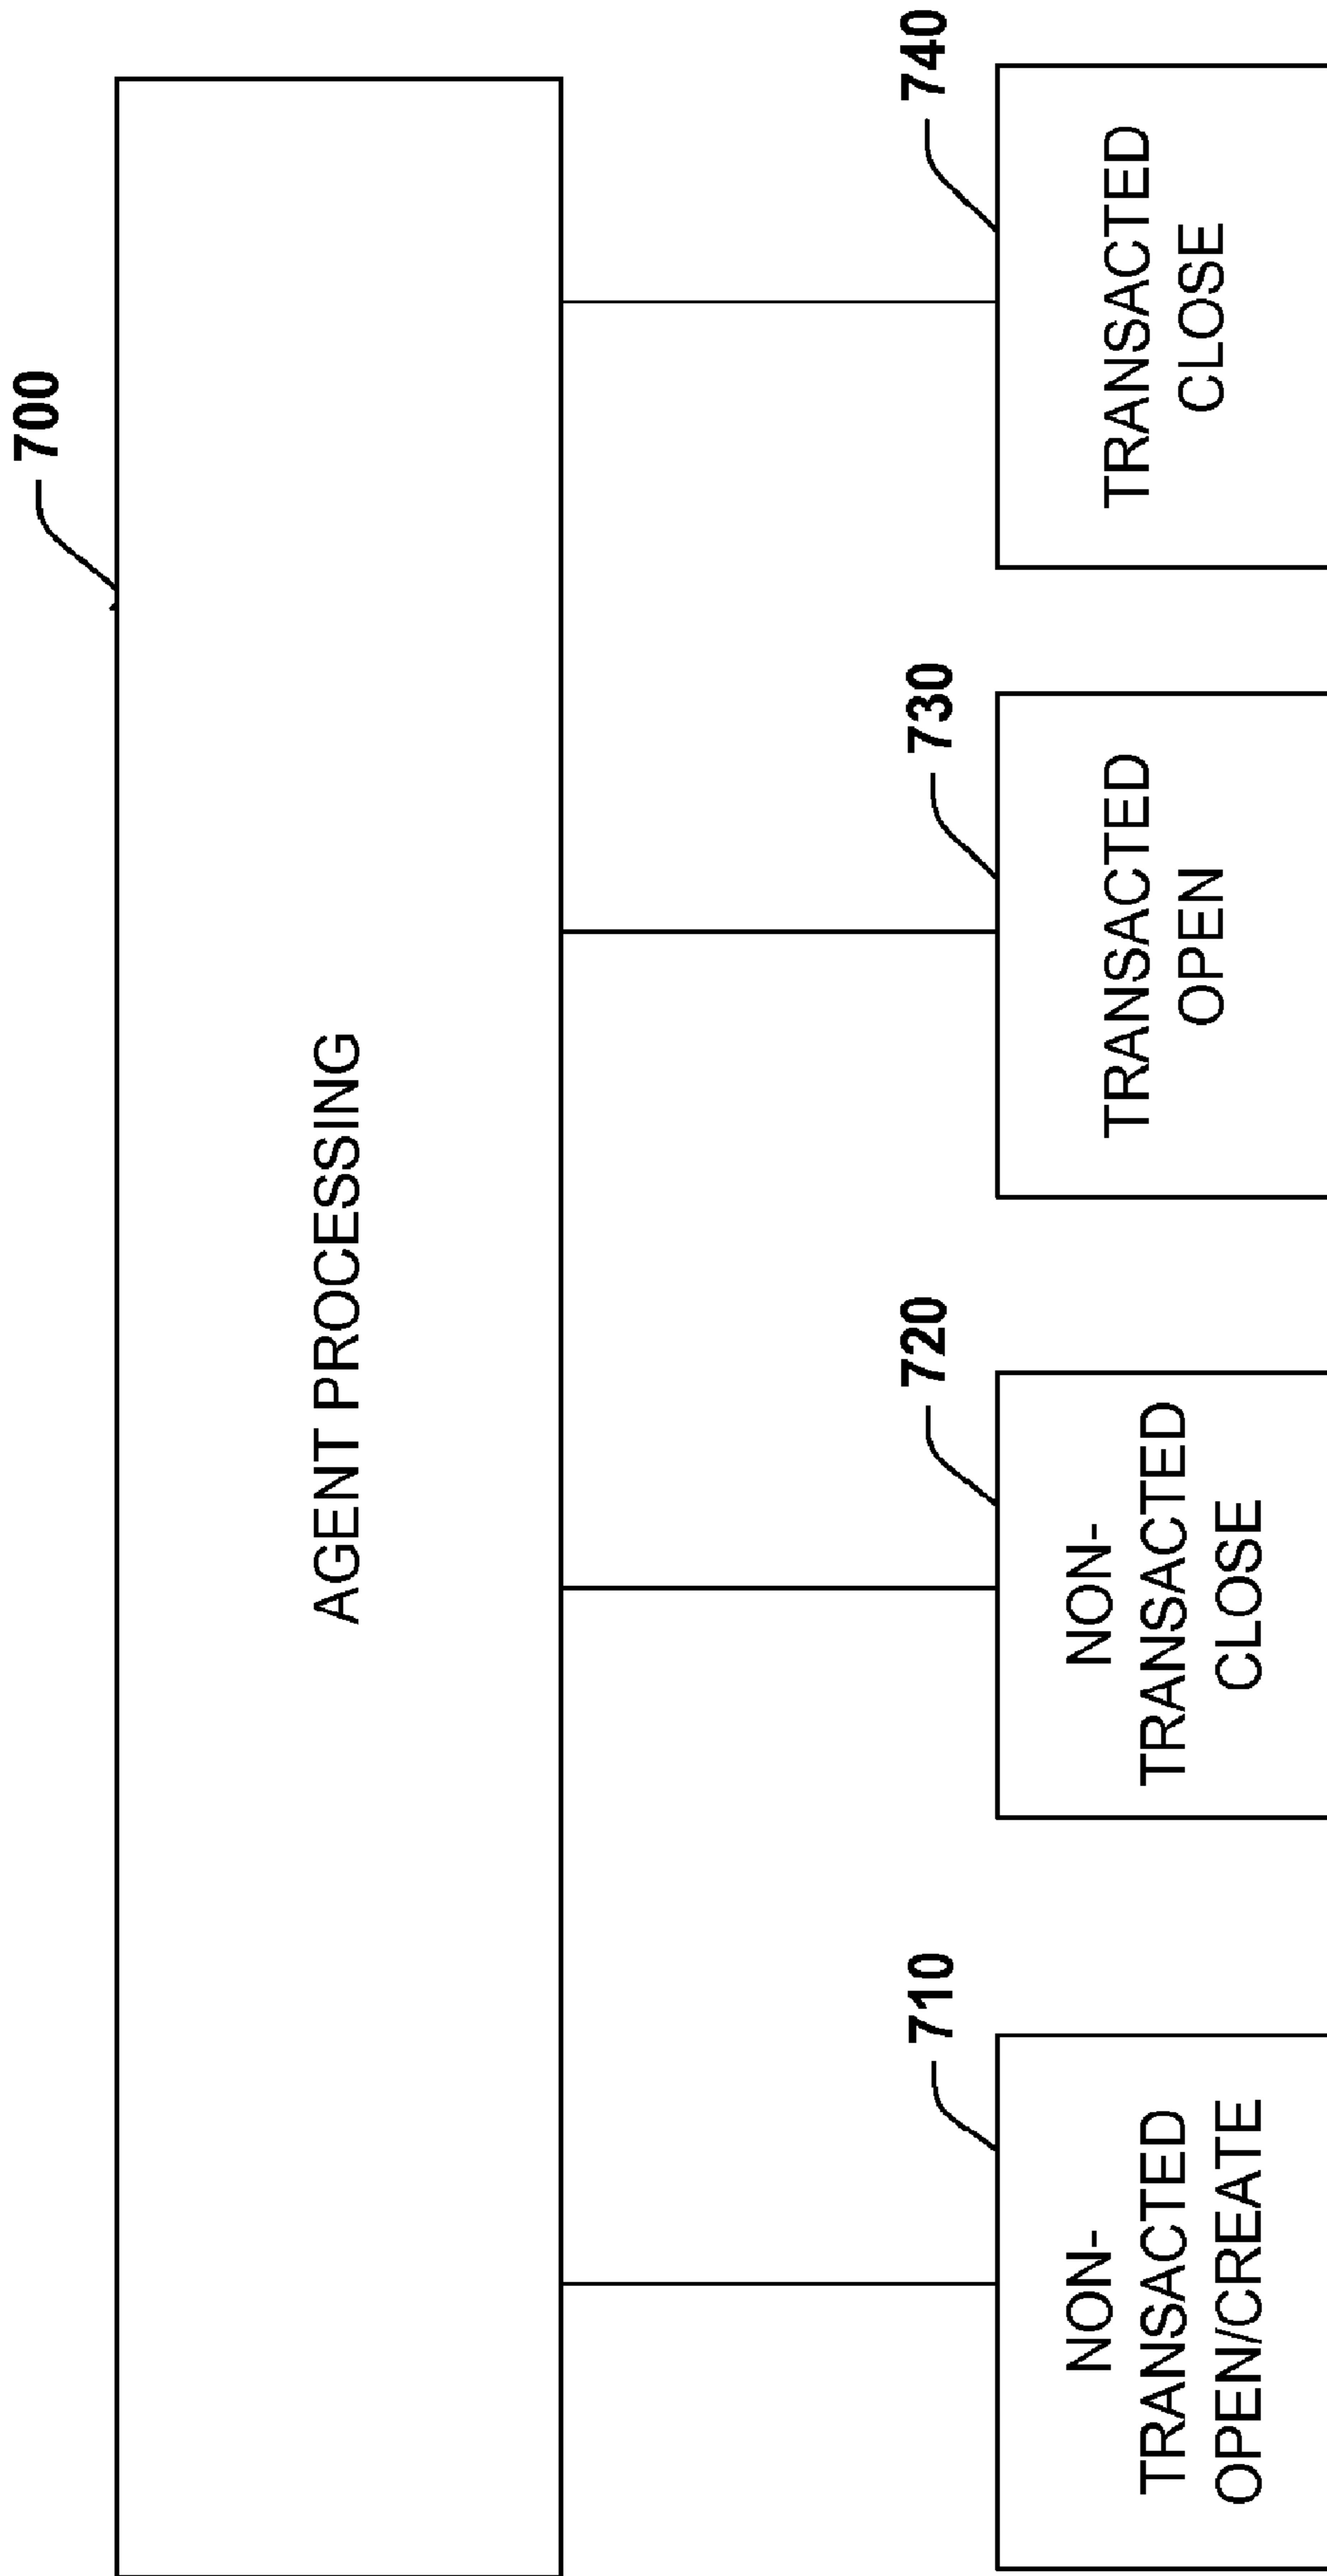 700
AGENT PROCESSING
710
720
730
740
NON-
TRANSACTED
OPEN/CREATE
NON-
TRANSACTED
CLOSE
TRANSACTED
OPEN
TRANSACTED
CLOSE